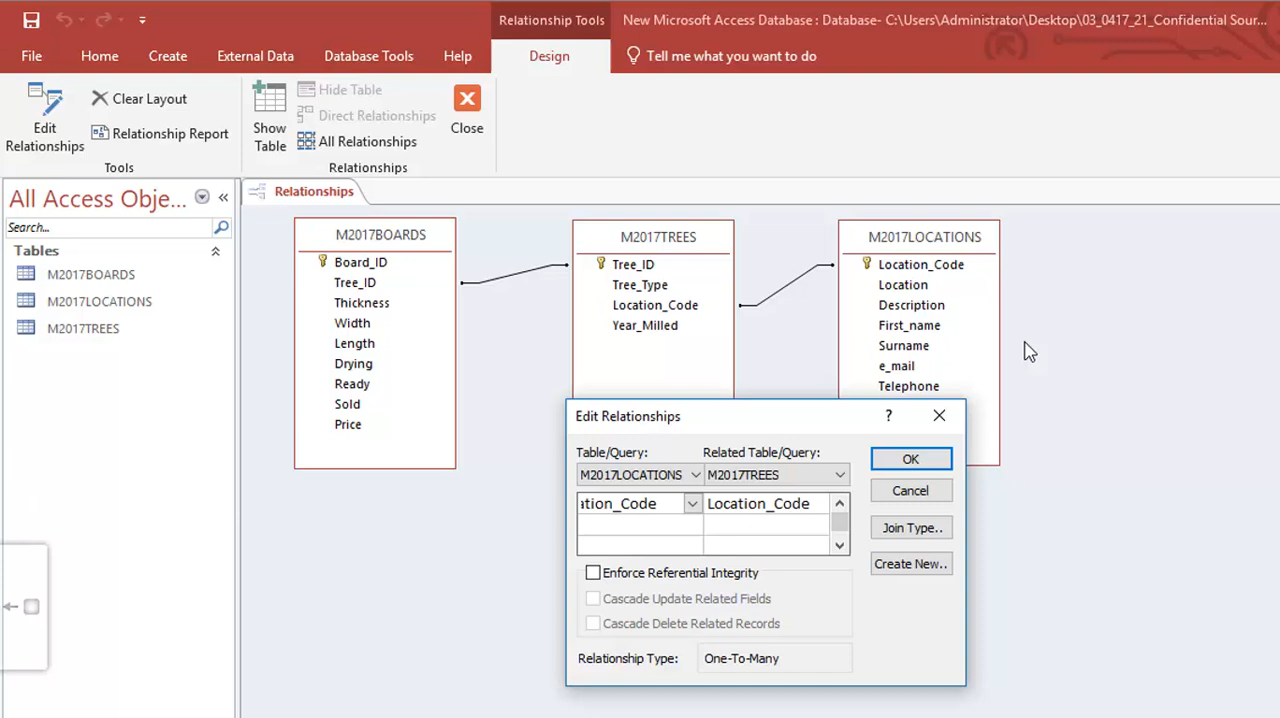 Relationship Tools
New Microsoft Access Database : Database- C:\Users\Administrator\Desktop\03_0417_21_Confidential Sour...
File
Home
Create
External Data
Database Tools
Help
Design
Tell me what you want to do
Edit
Relationships
Clear Layout
Relationship Report
Tools
Show
Table
Hide Table
Direct Relationships
All Relationships
Close
Relationships
All Access Obje...
Search...
Tables
M2017BOARDS
M2017LOCATIONS
M2017TREES
Relationships
M2017BOARDS
Board_ID
Tree_ID
Thickness
Width
Length
Drying
Ready
Sold
Price
M2017TREES
Tree_ID
Tree_Type
Location_Code
Year_Milled
M2017LOCATIONS
Location_Code
Location
Description
First_name
Surname
e_mail
Telephone
Edit Relationships
?
Table/Query:
Related Table/Query:
M2017LOCATIONS
M2017TREES
ation_Code
Location_Code
Enforce Referential Integrity
Cascade Update Related Fields
Cascade Delete Related Records
Relationship Type:
One-To-Many
OK
Cancel
Join Type..
Create New..